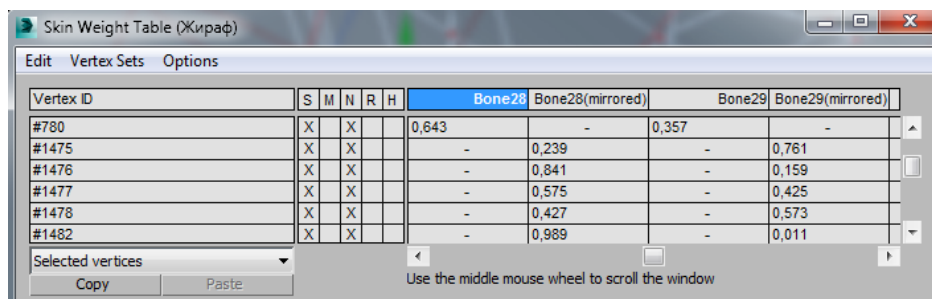 Skin Weight Table (Жираф)
Edit Vertex Sets Options
Vertex ID S M N R H Bone28 Bone28(mirrored) Bone29 Bone29(mirrored)
#780 X X 0,643 - 0,357 -
#1475 X X - 0,239 - 0,761
#1476 X X - 0,841 - 0,159
#1477 X X - 0,575 - 0,425
#1478 X X - 0,427 - 0,573
#1482 X X - 0,989 - 0,011
Selected vertices
Copy Paste
Use the middle mouse wheel to scroll the window